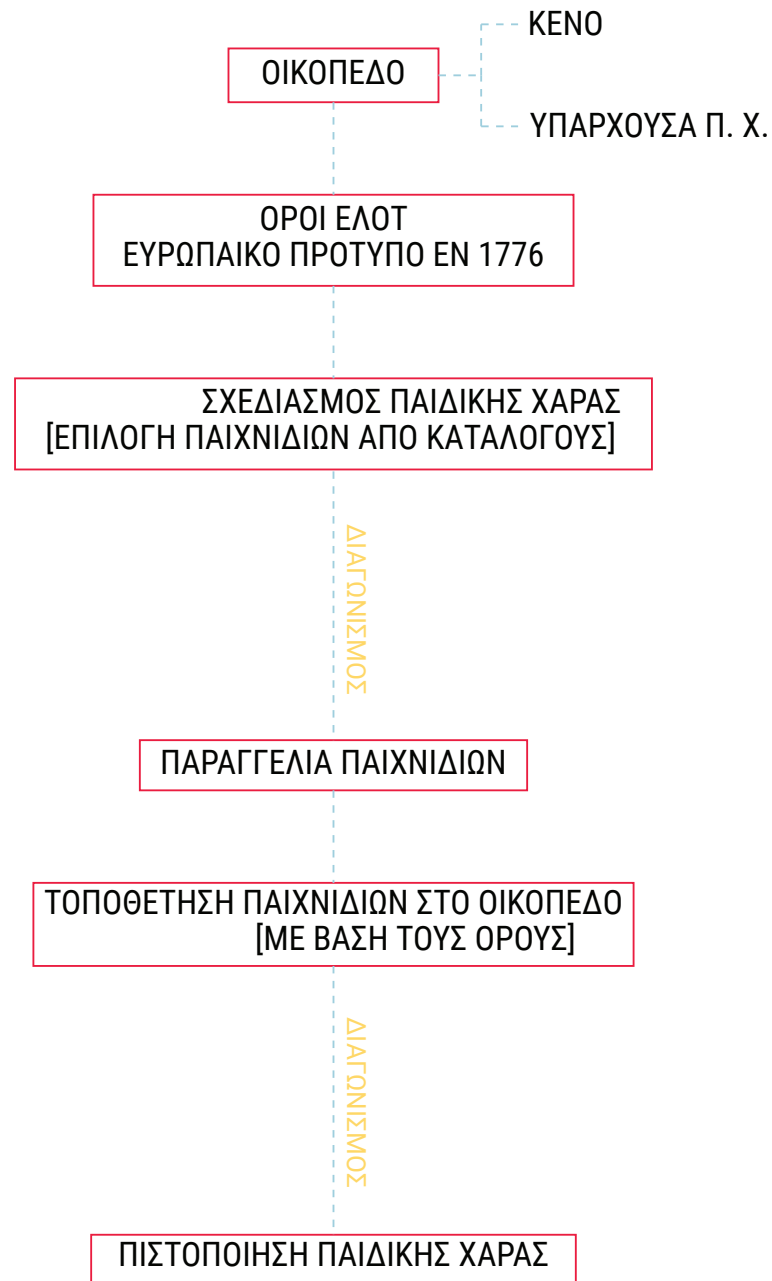 ΚΕΝΟ
ΟΙΚΟΠΕΔΟ
ΥΠΑΡΧΟΥΣΑ Π. Χ.
ΟΡΟΙ ΕΛΟΤ
ΕΥΡΩΠΑΙΚΟ ΠΡΟΤΥΠΟ ΕΝ 1776
ΣΧΕΔΙΑΣΜΟΣ ΠΑΙΔΙΚΗΣ ΧΑΡΑΣ
[ΕΠΙΛΟΓΗ ΠΑΙΧΝΙΔΙΩΝ ΑΠΟ ΚΑΤΑΛΟΓΟΥΣ]
ΔΙΑΓΩΝΙΣΜΟΣ
ΠΑΡΑΓΓΕΛΙΑ ΠΑΙΧΝΙΔΙΩΝ
ΤΟΠΟΘΕΤΗΣΗ ΠΑΙΧΝΙΔΙΩΝ ΣΤΟ ΟΙΚΟΠΕΔΟ
[ΜΕ ΒΑΣΗ ΤΟΥΣ ΟΡΟΥΣ]
ΔΙΑΓΩΝΙΣΜΟΣ
ΠΙΣΤΟΠΟΙΗΣΗ ΠΑΙΔΙΚΗΣ ΧΑΡΑΣ